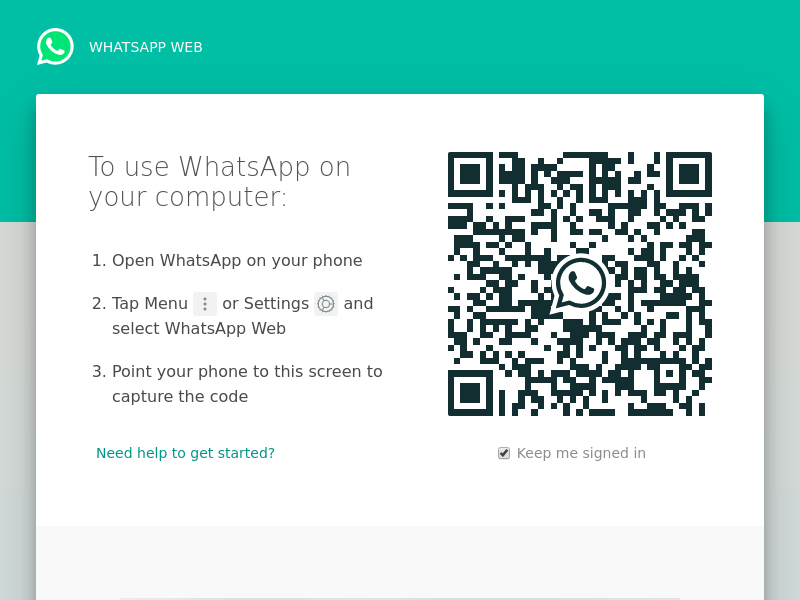 WHATSAPP WEB
To use WhatsApp on
your computer:
1. Open WhatsApp on your phone
2. Tap Menu or Settings and
select WhatsApp Web
3. Point your phone to this screen to
capture the code
Need help to get started?
Keep me signed in